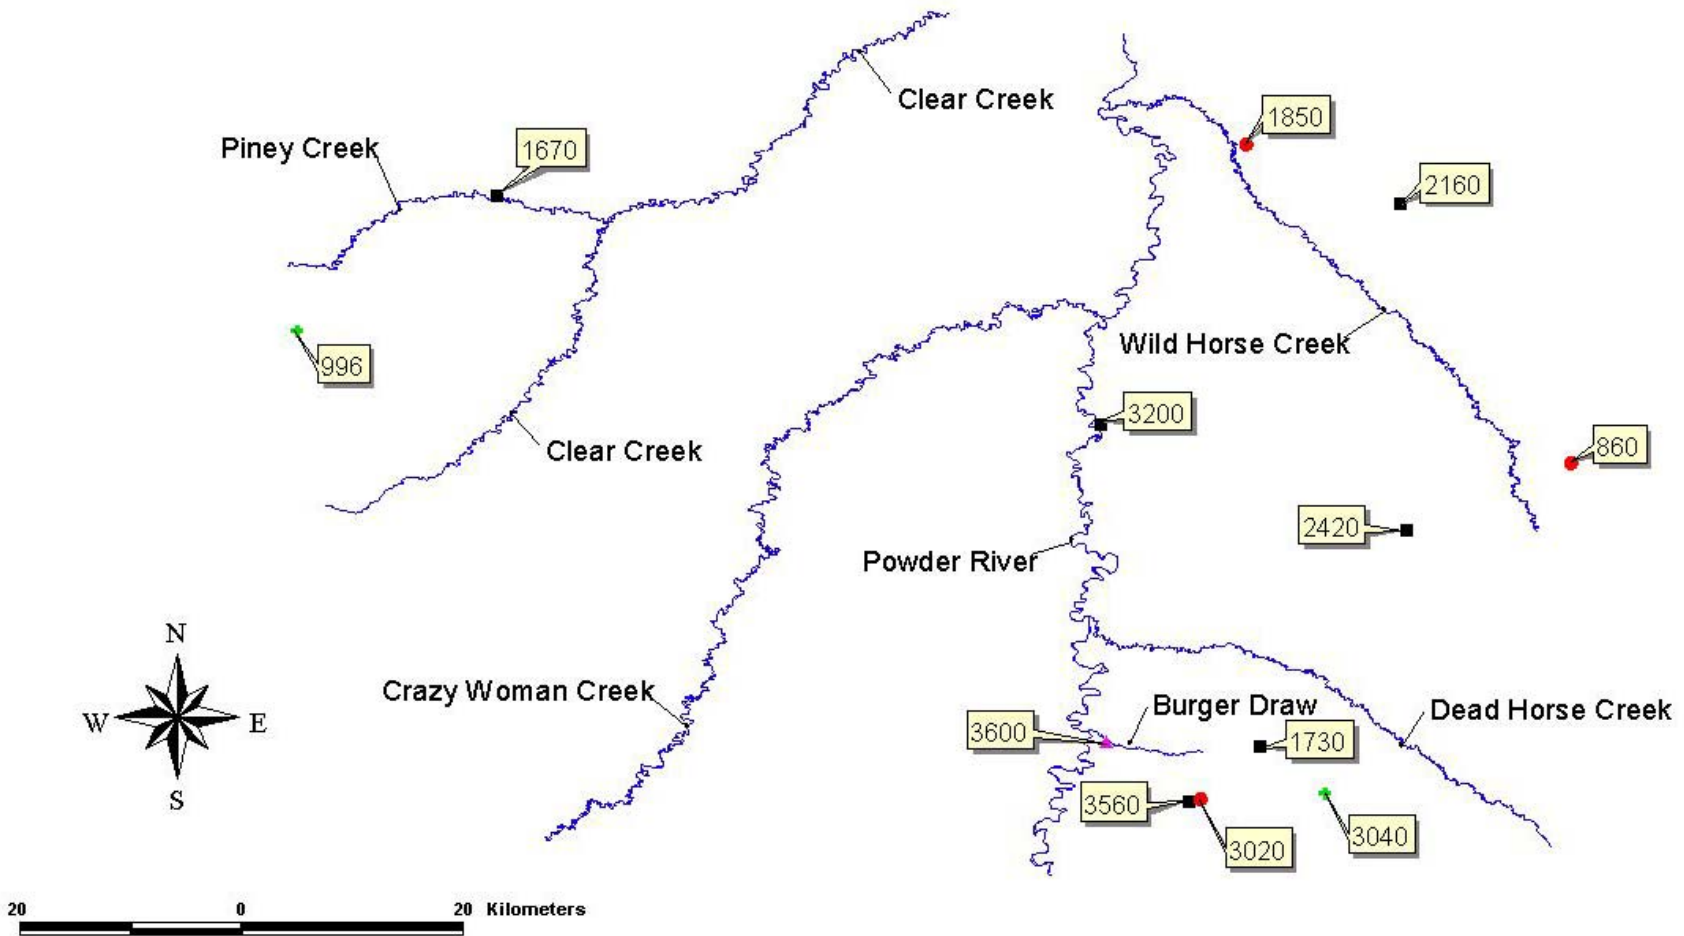 Clear Creek
1850
Piney Creek
1670
2160
Wild Horse Creek
996
3200
860
Clear Creek
2420
Powder River
N
Crazy Woman Creek
Burger Draw
Dead Horse Creek
W
E
3600
1730
S
3560
3040
3020
20 0 20 Kilometers